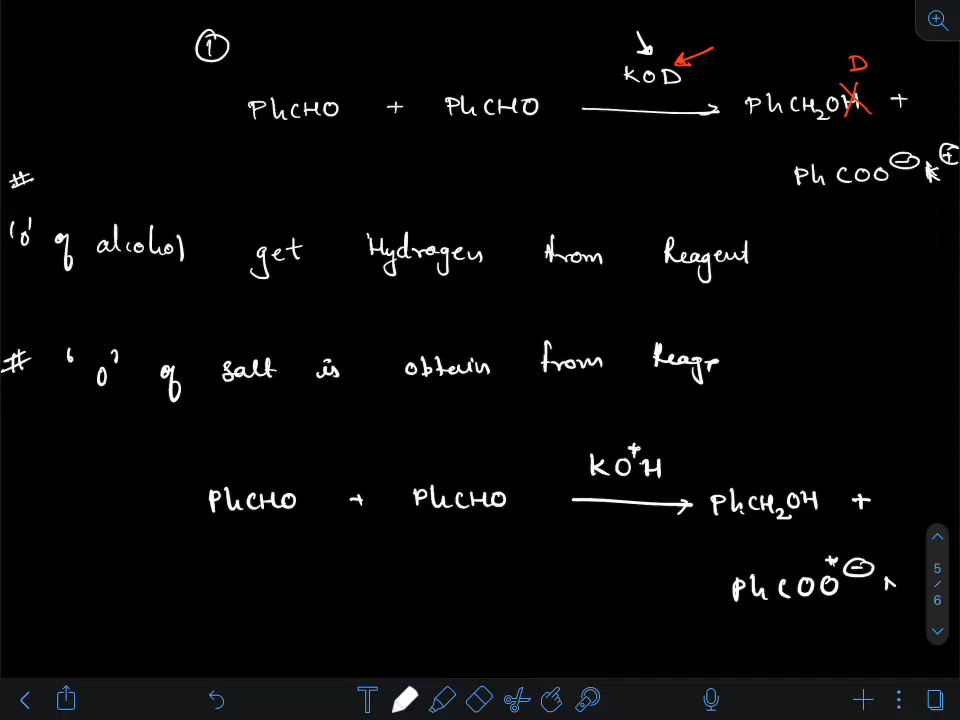 1
KOD D
PhCHO + PhCHO → PhCH2OH +
PhCOO⊖ K⊕
#
'O' of alcohol get Hydrogen from Reagent
# 'O' of salt is obtain from Reag
KO*H
PhCHO + PhCHO → PhCH2OH +
PhCOO*⊖
5
/
6
T